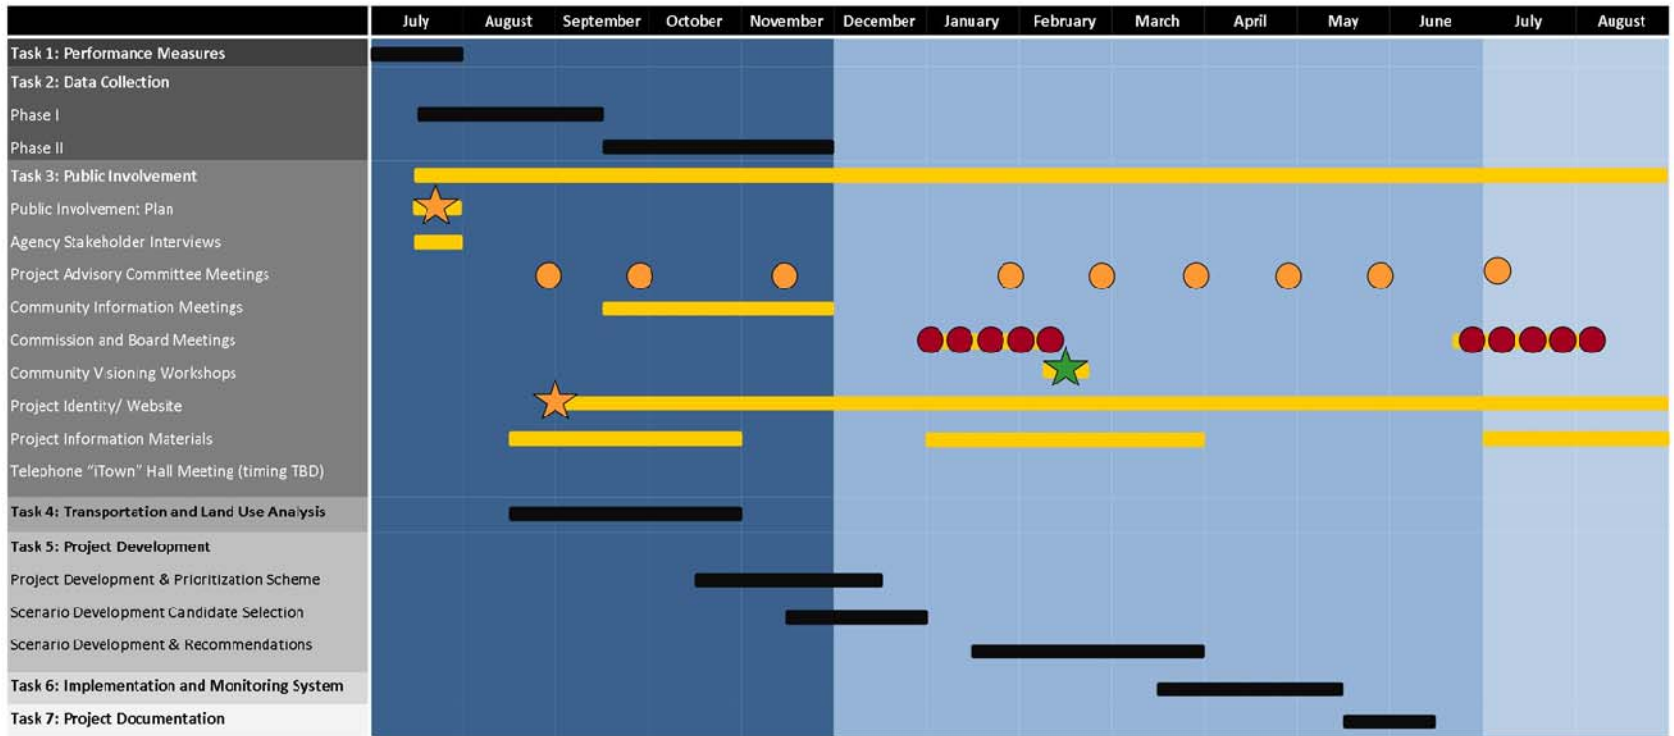 July August September October November December January February March April May June July August
Task 1: Performance Measures
Task 2: Data Collection
Phase I
Phase II
Task 3: Public Involvement
Public Involvement Plan
Agency Stakeholder Interviews
Project Advisory Committee Meetings
Community Information Meetings
Commission and Board Meetings
Community Visioning Workshops
Project Identity/ Website
Project Information Materials
Telephone “iTown” Hall Meeting (timing TBD)
Task 4: Transportation and Land Use Analysis
Task 5: Project Development
Project Development & Prioritization Scheme
Scenario Development Candidate Selection
Scenario Development & Recommendations
Task 6: Implementation and Monitoring System
Task 7: Project Documentation